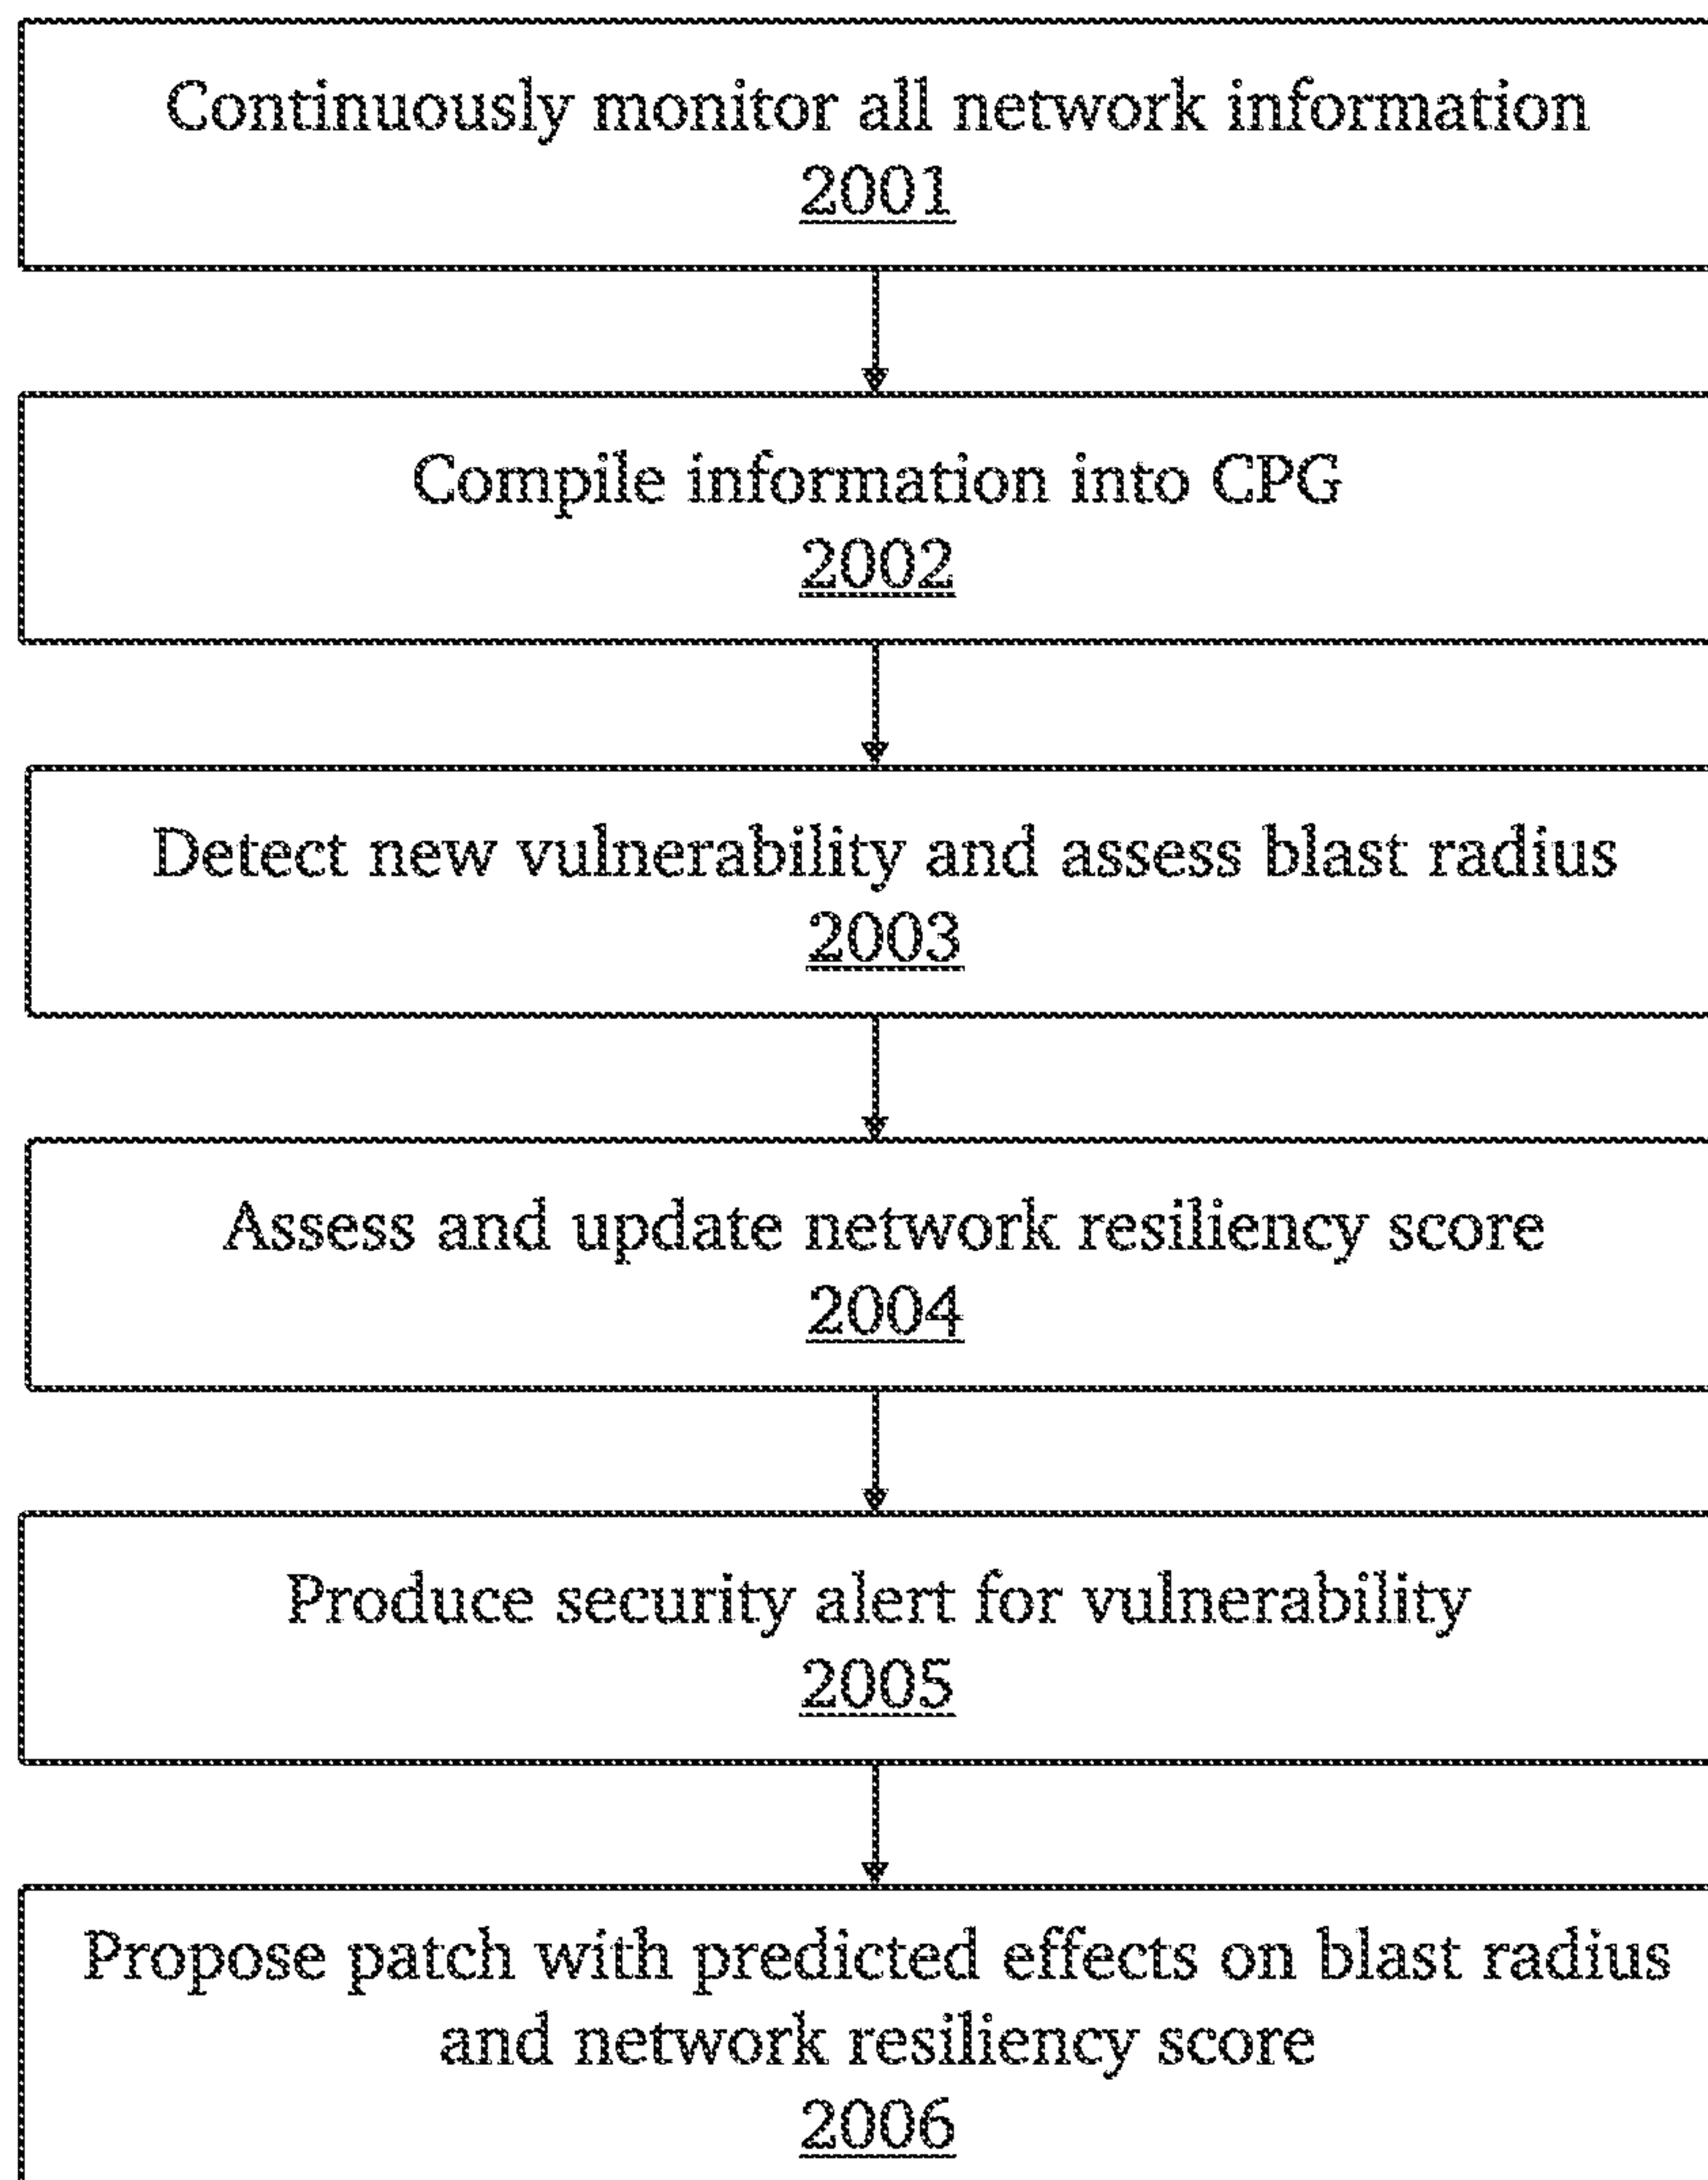 Continuously monitor all network information
2001
Compile information into CPG
2002
Detect new vulnerability and assess blast radius
2003
Assess and update network resiliency score
2004
Produce security alert for vulnerability
2005
Propose patch with predicted effects on blast radius
and network resiliency score
2006